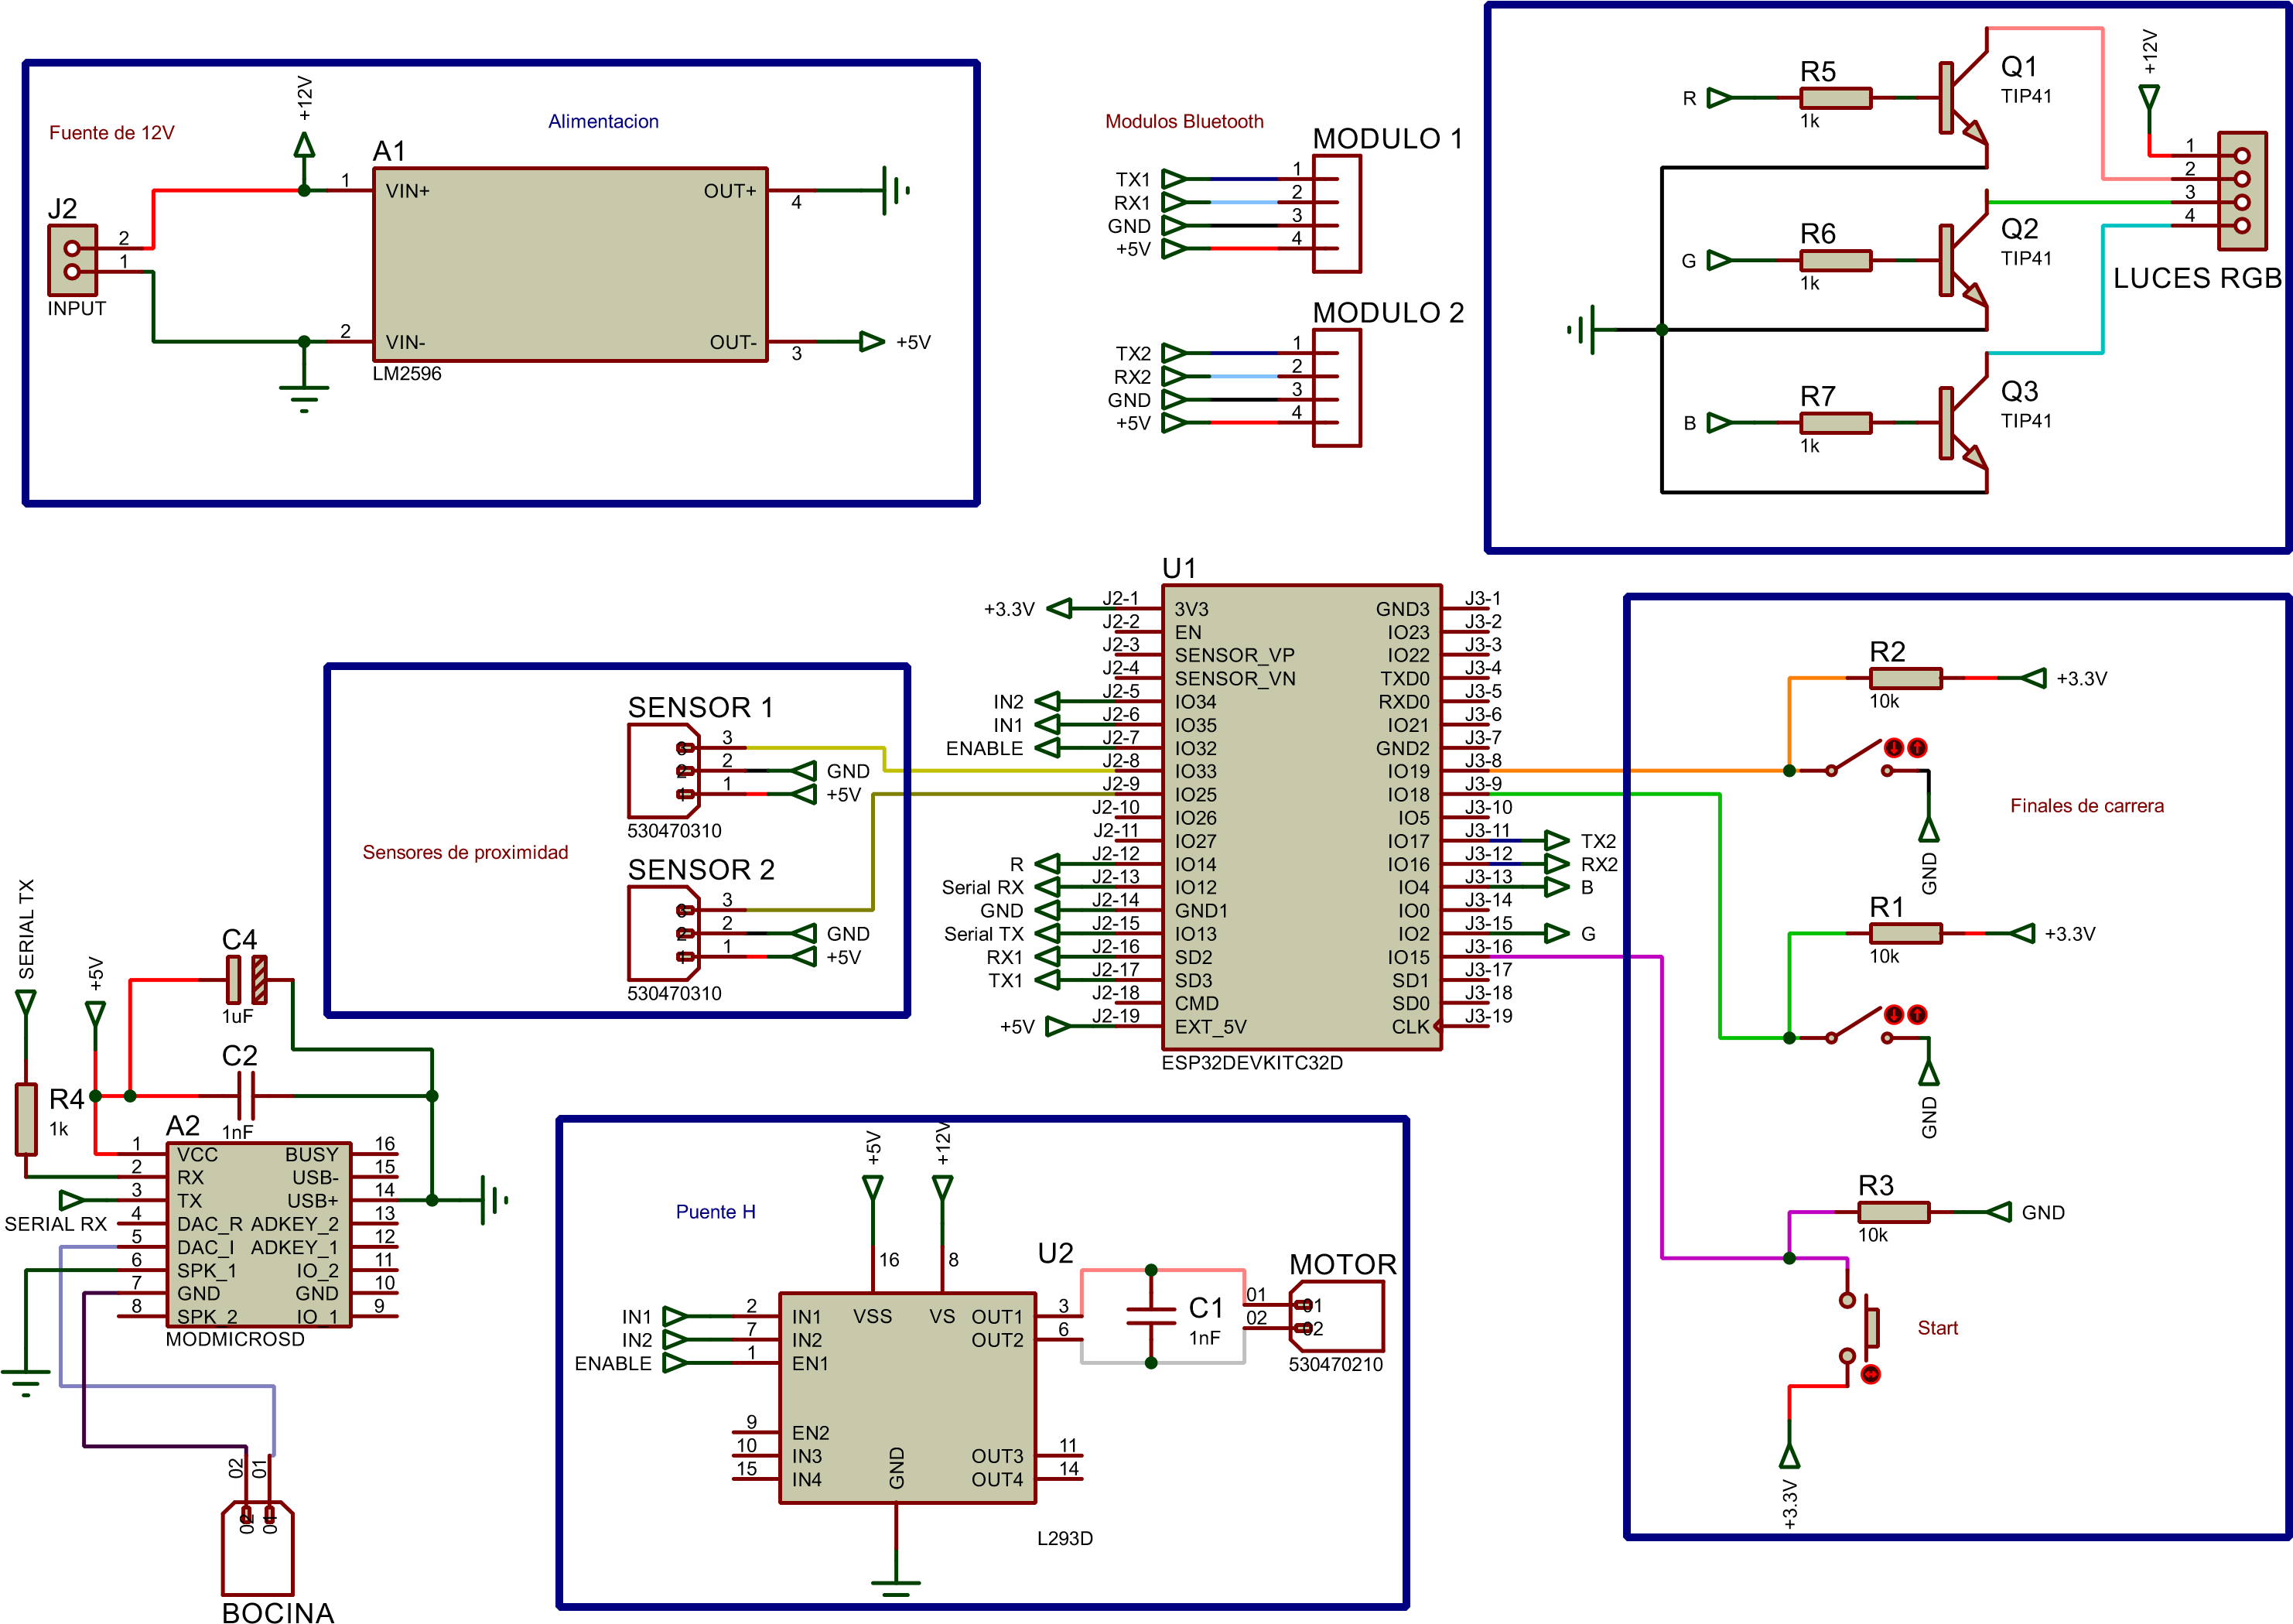 Fuente de 12V
+12V
Alimentacion
J2
2
1
INPUT
A1
1
VIN+
2
VIN-
OUT+
4
OUT-
3
+5V
LM2596
Modulos Bluetooth
MODULO 1
TX1
1
RX1
2
GND
3
+5V
4
MODULO 2
TX2
1
RX2
2
GND
3
+5V
4
R
R5
1k
Q1
TIP41
G
R6
1k
Q2
TIP41
B
R7
1k
Q3
TIP41
+12V
1
2
3
4
LUCES RGB
U1
+3.3V J2-1 3V3
J2-2 EN
J2-3 SENSOR_VP
J2-4 SENSOR_VN
IN2 J2-5 IO34
IN1 J2-6 IO35
ENABLE J2-7 IO32
J2-8 IO33
J2-9 IO25
J2-10 IO26
J2-11 IO27
R J2-12 IO14
Serial RX J2-13 IO12
GND J2-14 GND1
Serial TX J2-15 IO13
RX1 J2-16 SD2
TX1 J2-17 SD3
J2-18 CMD
+5V J2-19 EXT_5V
GND3 J3-1
IO23 J3-2
IO22 J3-3
TXD0 J3-4
RXD0 J3-5
IO21 J3-6
GND2 J3-7
IO19 J3-8
IO18 J3-9
IO5 J3-10
IO17 J3-11 TX2
IO16 J3-12 RX2
IO4 J3-13 B
IO0 J3-14
IO2 J3-15 G
IO15 J3-16
SD1 J3-17
SD0 J3-18
CLK J3-19
ESP32DEVKITC32D
SENSOR 1
3 3
2 2 GND
1 1 +5V
530470310
Sensores de proximidad
SENSOR 2
3 3
2 2 GND
1 1 +5V
530470310
R2
10k
+3.3V
GND
Finales de carrera
R1
10k
+3.3V
GND
R3
10k
GND
Start
+3.3V
SERIAL TX
+5V
C4
1uF
C2
1nF
R4
1k
A2
1 VCC
2 RX
3 TX
SERIAL RX
4 DAC_R
5 DAC_I
6 SPK_1
7 GND
8 SPK_2
BUSY 16
USB- 15
USB+ 14
ADKEY_2 13
ADKEY_1 12
IO_2 11
GND 10
IO_1 9
MODMICROSD
02 01
02 01
BOCINA
Puente H
+5V
+12V
16
8
U2
VSS
VS
IN1 2 IN1
IN2 7 IN2
ENABLE 1 EN1
9 EN2
10 IN3
15 IN4
GND
OUT1 3
OUT2 6
OUT3 11
OUT4 14
L293D
C1
1nF
MOTOR
01 01
02 02
530470210